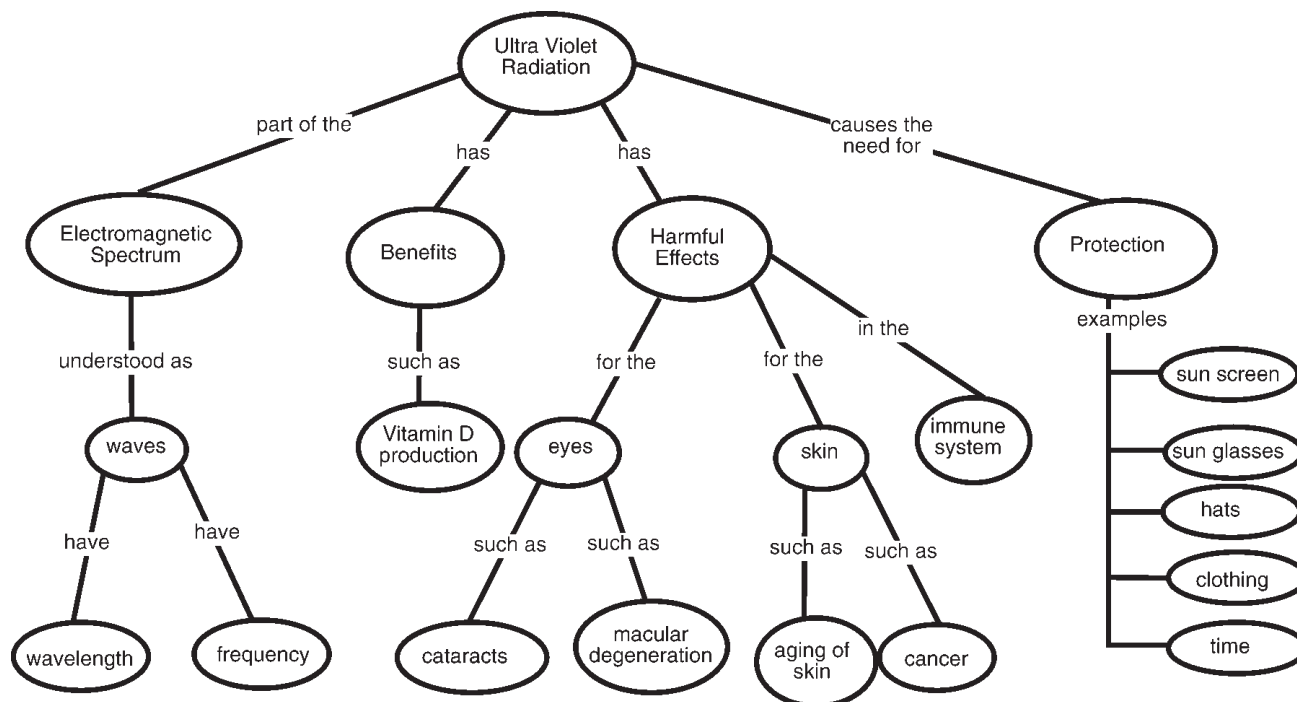 Ultra Violet
Radiation
part of the
has
has
causes the
need for
Electromagnetic
Spectrum
Benefits
Harmful
Effects
Protection
examples
understood as
such as
for the
for the
in the
sun screen
waves
Vitamin D
production
eyes
skin
immune
system
sun glasses
hats
have
have
such as
such as
such as
such as
clothing
wavelength
frequency
cataracts
macular
degeneration
aging of
skin
cancer
time